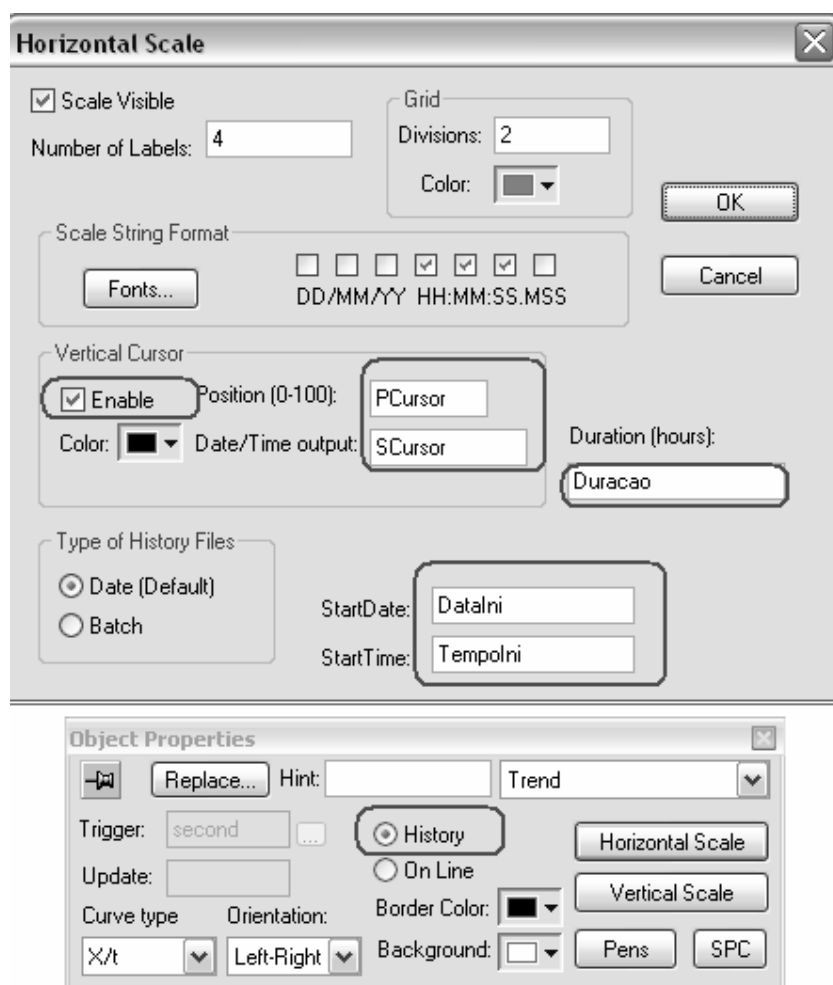 Horizontal Scale
Scale Visible
Number of Labels: 4
Grid
Divisions: 2
Color:
OK
Scale String Format
Fonts...
DD/MM/YY HH:MM:SS.MSS
Cancel
Vertical Cursor
Enable
Position (0-100): PCursor
Color:
Date/Time output: SCursor
Duration (hours):
Duracao
Type of History Files
Date (Default)
Batch
StartDate: DataIni
StartTime: TempoIni
Object Properties
Replace... Hint: Trend
Trigger: second ... History Horizontal Scale
Update: On Line
Vertical Scale
Curve type Orientation: Border Color:
X/t Left-Right Background: Pens SPC